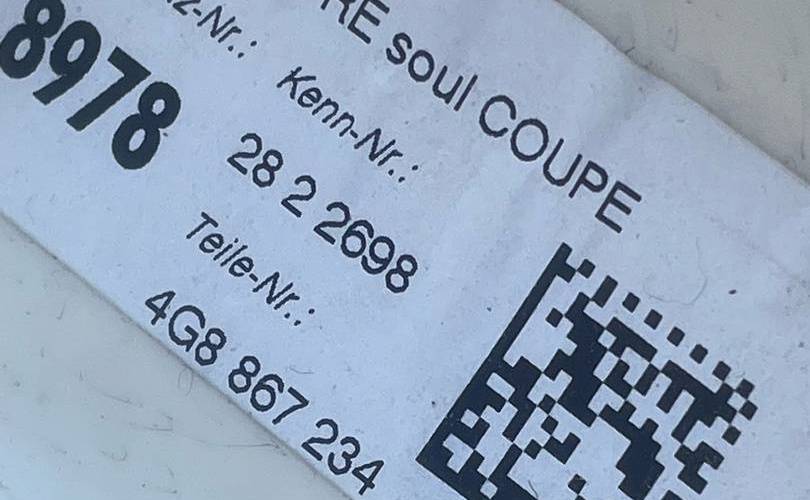 RE soul COUPE
Z-Nr.: Kenn-Nr.:
8978 28 2 2698
Teile-Nr.:
4G8 867 234